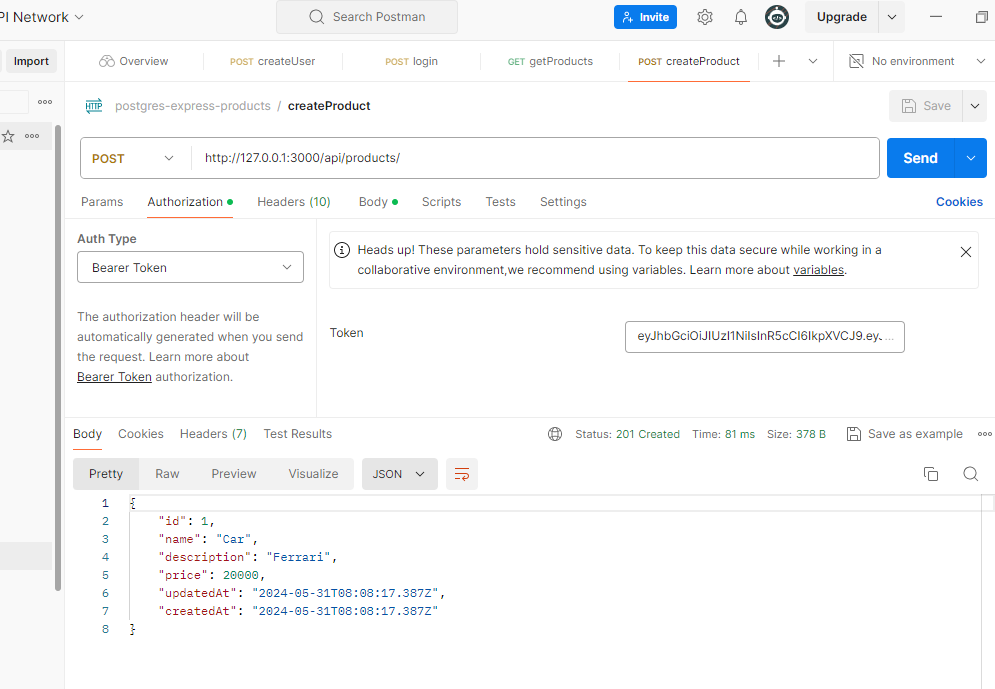 PI Network
Search Postman
Invite
Upgrade
Import
Overview
POST createUser
POST login
GET getProducts
POST createProduct
No environment
HTTP
postgres-express-products / createProduct
Save
POST
http://127.0.0.1:3000/api/products/
Send
Params
Authorization
Headers (10)
Body
Scripts
Tests
Settings
Cookies
Auth Type
Bearer Token
The authorization header will be
automatically generated when you send
the request. Learn more about
Bearer Token authorization.
Heads up! These parameters hold sensitive data. To keep this data secure while working in a
collaborative environment,we recommend using variables. Learn more about variables.
Token
eyJhbGciOiJIUzI1NiIsInR5cCI6IkpXVCJ9.eyJ...
Body
Cookies
Headers (7)
Test Results
Status: 201 Created
Time: 81 ms
Size: 378 B
Save as example
Pretty
Raw
Preview
Visualize
JSON
1 {
2 "id": 1,
3 "name": "Car",
4 "description": "Ferrari",
5 "price": 20000,
6 "updatedAt": "2024-05-31T08:08:17.387Z",
7 "createdAt": "2024-05-31T08:08:17.387Z"
8 }